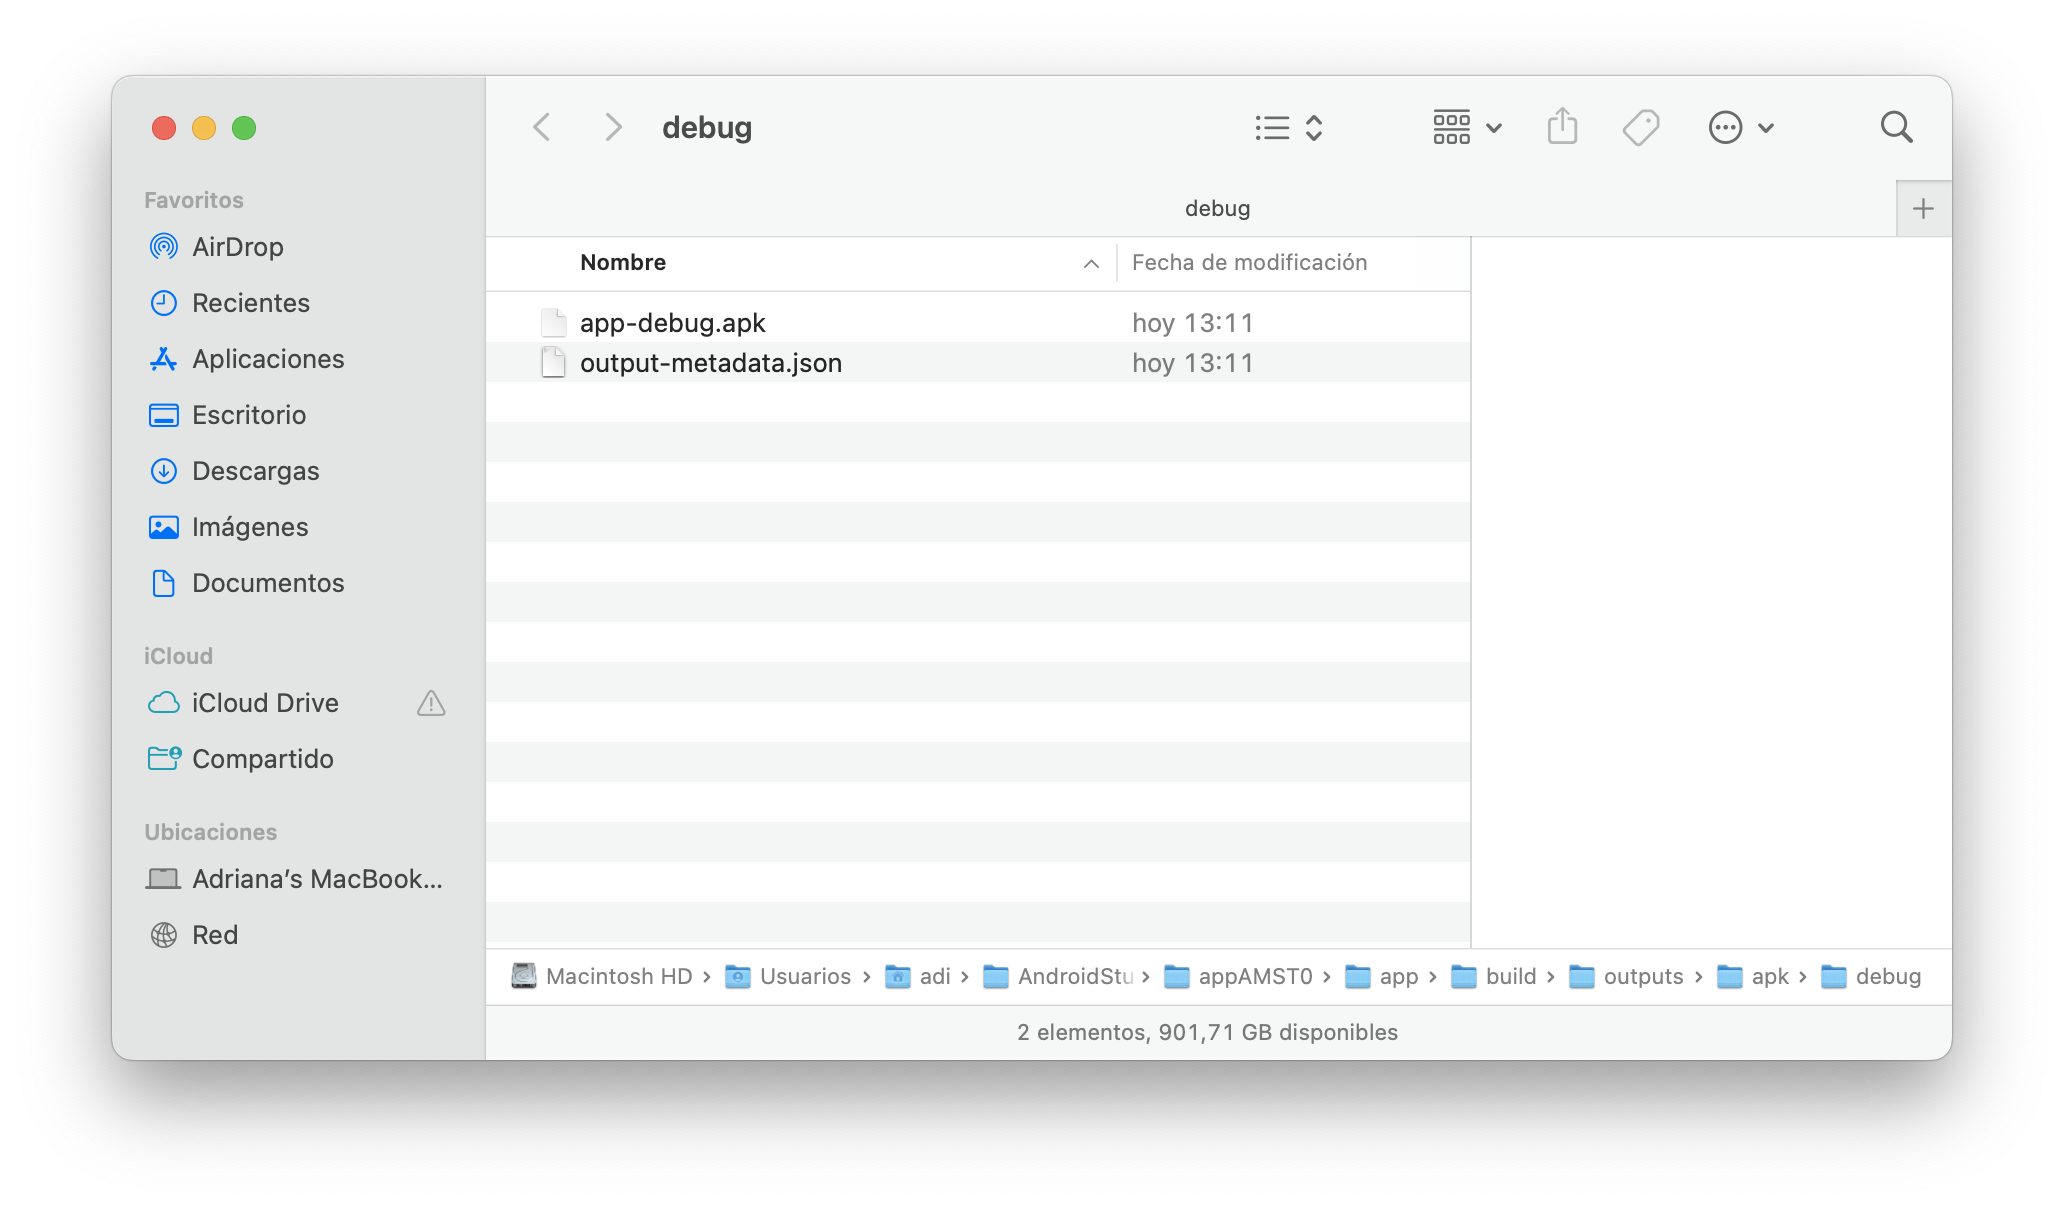 debug
debug
Favoritos
AirDrop
Recientes
Aplicaciones
Escritorio
Descargas
Imágenes
Documentos
iCloud
iCloud Drive
Compartido
Ubicaciones
Adriana’s MacBook...
Red
Nombre Fecha de modificación
app-debug.apk hoy 13:11
output-metadata.json hoy 13:11
Macintosh HD › Usuarios › adi › AndroidStu › appAMST0 › app › build › outputs › apk › debug
2 elementos, 901,71 GB disponibles